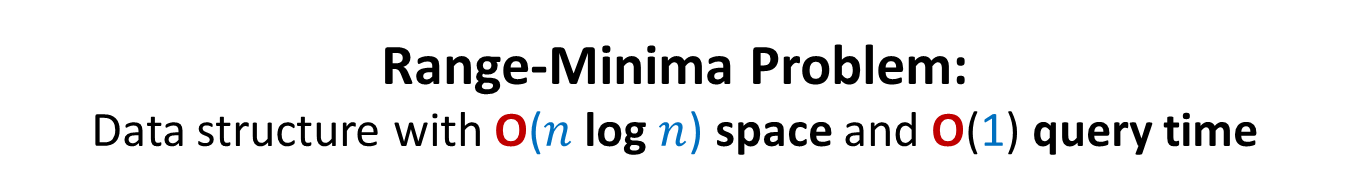 Range-Minima Problem:
Data structure with O(n log n) space and O(1) query time